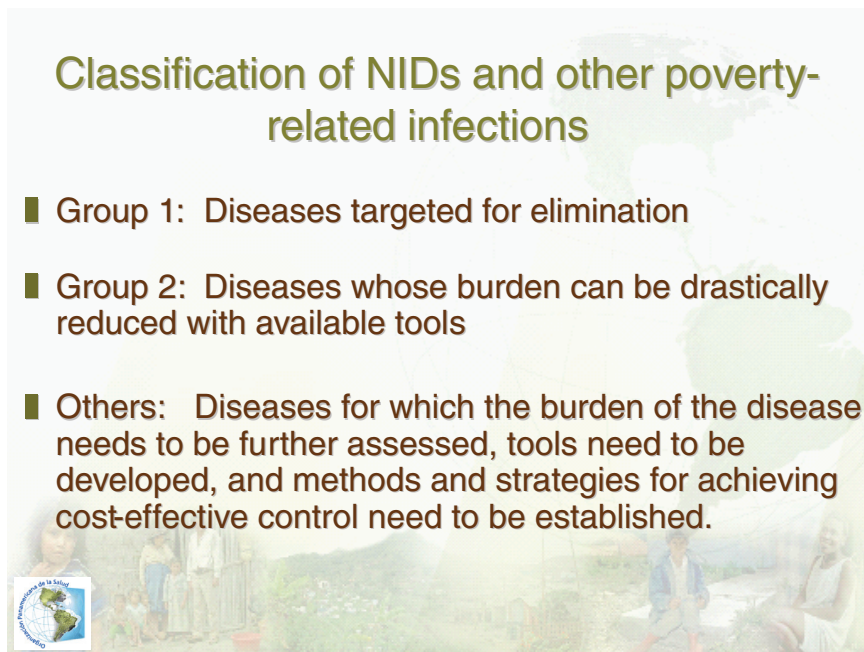 Classification of NIDs and other poverty-
related infections
Group 1:  Diseases targeted for elimination
Group 2:  Diseases whose burden can be drastically
reduced with available tools
Others:   Diseases for which the burden of the disease
needs to be further assessed, tools need to be
developed, and methods and strategies for achieving
cost-effective control need to be established.
Organización Panamericana de la Salud